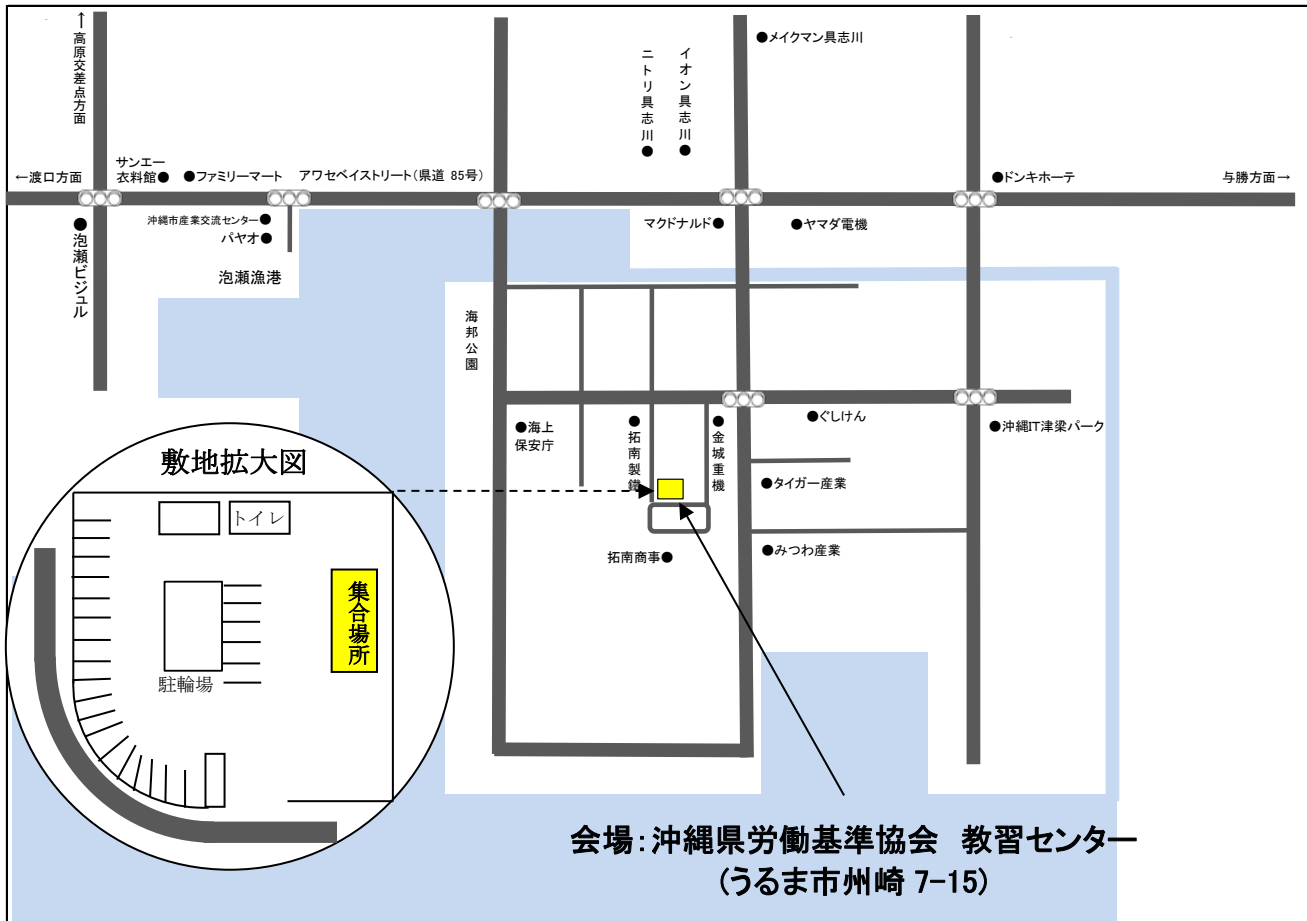 ↑高原交差点方面
←渡口方面
サンエー
衣料館●
●ファミリーマート
アワセベイストリート(県道 85号)
ニトリ具志川●
イオン具志川●
●メイクマン具志川
●ドンキホーテ
与勝方面→
●泡瀬ビジュル
沖縄市産業交流センター●
パヤオ●
泡瀬漁港
マクドナルド●
●ヤマダ電機
海邦公園
●海上
保安庁
●拓南製鐵
●金城重機
●ぐしけん
●沖縄IT津梁パーク
●タイガー産業
●みつわ産業
拓南商事●
敷地拡大図
トイレ
集合場所
駐輪場
会場:沖縄県労働基準協会 教習センター
(うるま市州崎 7-15)